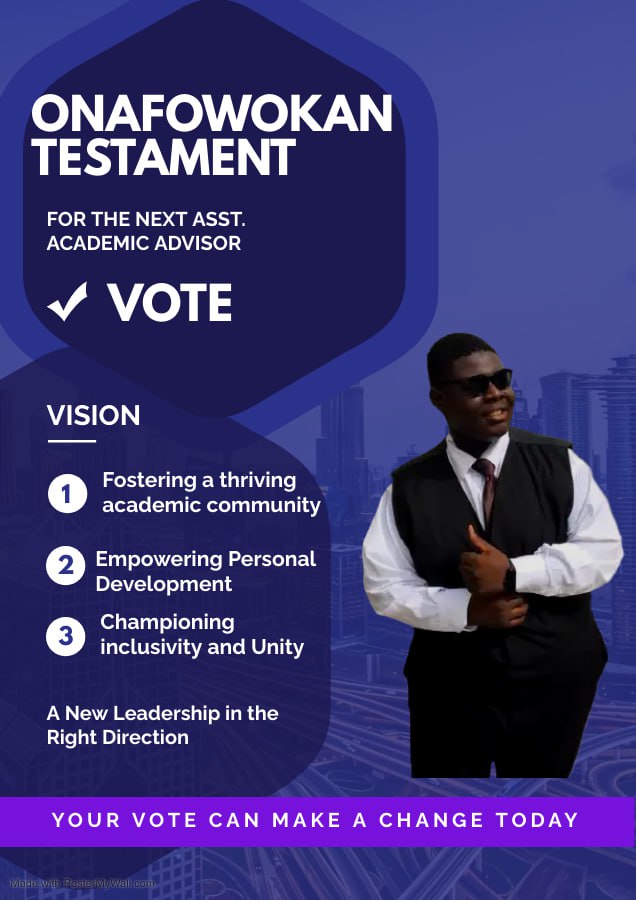 ONAFOWOKAN
TESTAMENT
FOR THE NEXT ASST.
ACADEMIC ADVISOR
VOTE
VISION
1
Fostering a thriving
academic community
2
Empowering Personal
Development
3
Championing
inclusivity and Unity
A New Leadership in the
Right Direction
YOUR VOTE CAN MAKE A CHANGE TODAY
Made with PosterMyWall.com